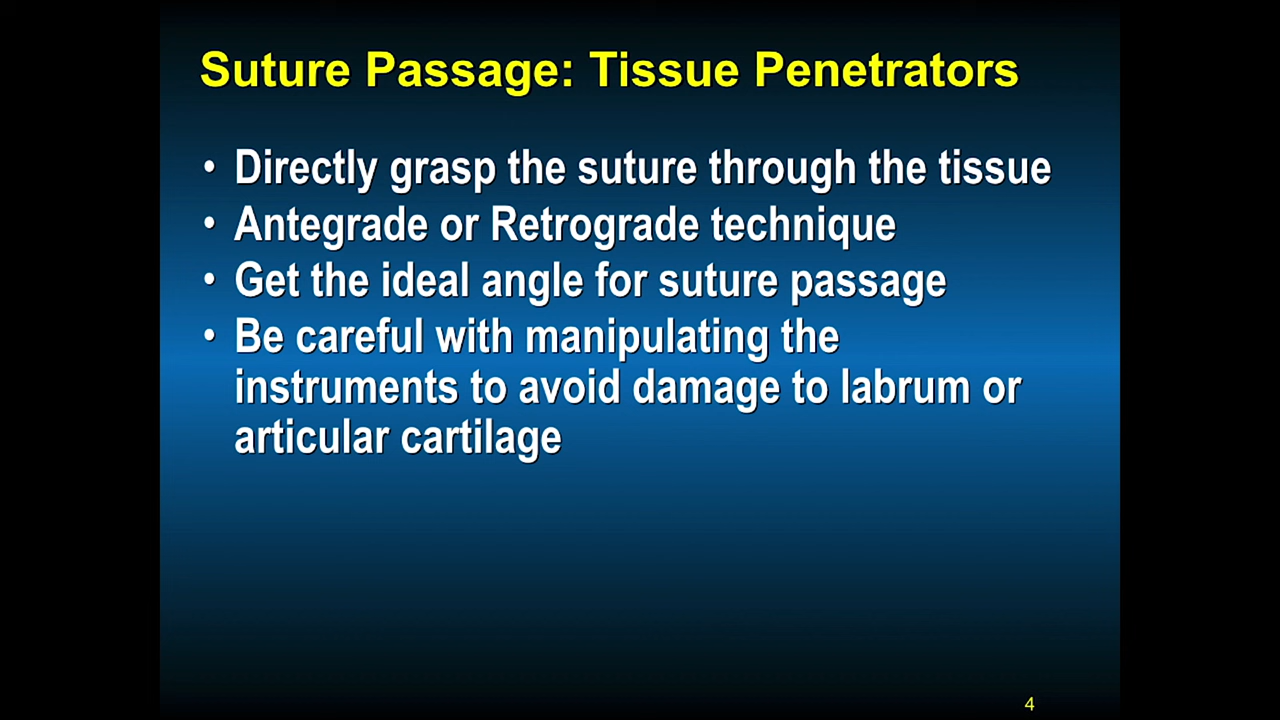 Suture Passage: Tissue Penetrators
• Directly grasp the suture through the tissue
• Antegrade or Retrograde technique
• Get the ideal angle for suture passage
• Be careful with manipulating the
instruments to avoid damage to labrum or
articular cartilage
4